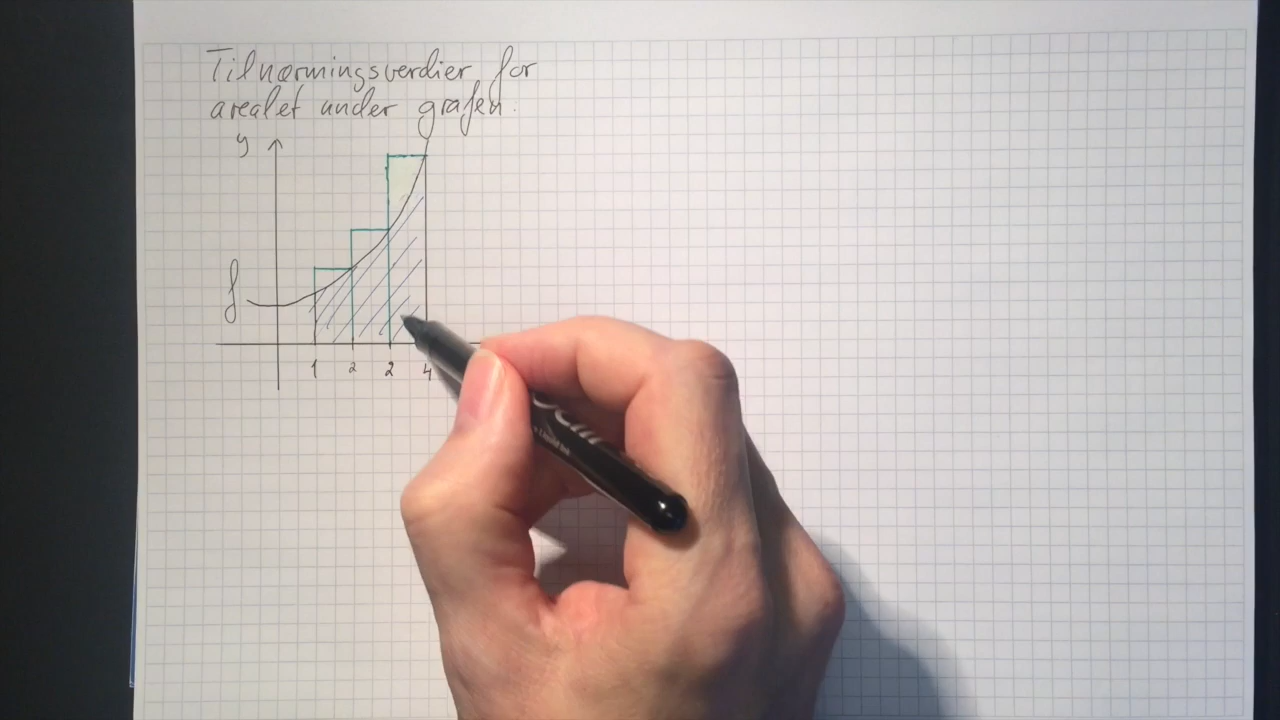 Tilnærmingsverdier for
arealet under grafen.
y
f
1 2 2 4